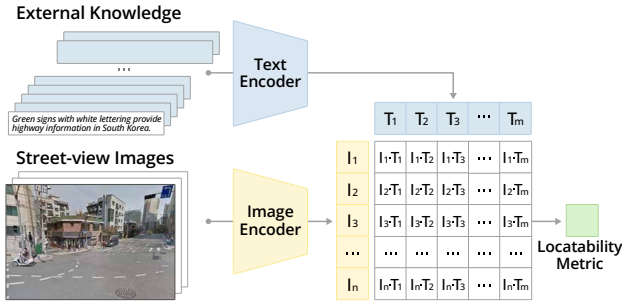 External Knowledge
...
Green signs with white lettering provide
highway information in South Korea.
Text
Encoder
Street-view Images
Image
Encoder
T1 T2 T3 ... Tm
I1 I1·T1 I1·T2 I1·T3 ... I1·Tm
I2 I2·T1 I2·T2 I2·T3 ... I2·Tm
I3 I3·T1 I3·T2 I3·T3 ... I3·Tm
... ... ... ... ... ...
In In·T1 In·T2 In·T3 ... In·Tm
Locatability
Metric